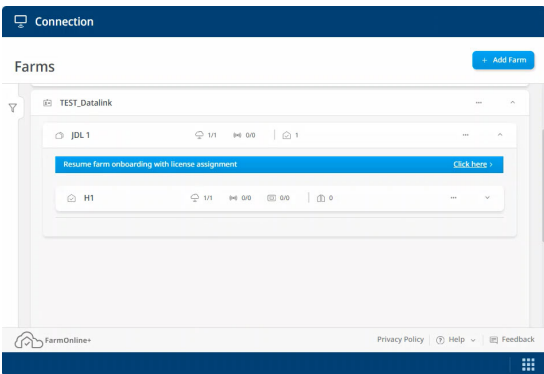 Connection
Farms
+ Add Farm
TEST_Datalink
JDL 1 1/1 0/0 1
Resume farm onboarding with license assignment Click here >
H1 1/1 0/0 0/0 0
FarmOnline+ Privacy Policy Help Feedback